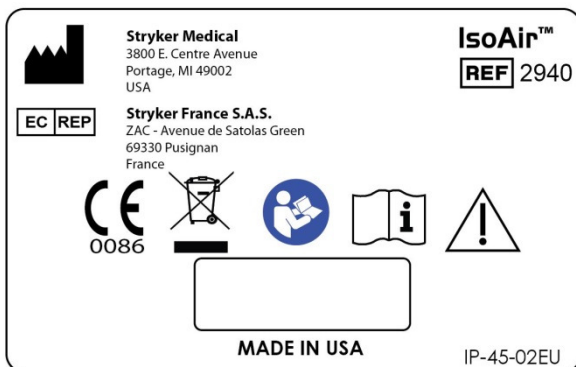 Stryker Medical
3800 E. Centre Avenue
Portage, MI 49002
USA
IsoAir™
REF 2940
EC REP
Stryker France S.A.S.
ZAC - Avenue de Satolas Green
69330 Pusignan
France
CE
0086
i
!
MADE IN USA
IP-45-02EU